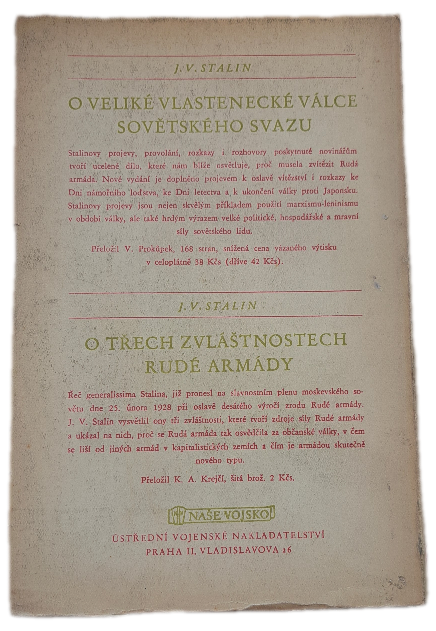 J. V. STALIN
O VELIKÉ VLASTENECKÉ VÁLCE
SOVĚTSKÉHO SVAZU
Stalinovy projevy, provolání, rozkazy i rozhovory poskytnuté novinářům
tvoří ucelené dílo, které nám blíže osvětluje, proč musela zvítězit Rudá
armáda. Nové vydání je doplněno projevem k oslavě vítězství i rozkazy ke
Dni námořního loďstva, ke Dni letectva a k ukončení války proti Japonsku.
Stalinovy projevy jsou nejen skvělým příkladem použití marxismo-leninismu
v období války, ale také hrdým výrazem velké politické, hospodářské a mravní
síly sovětského lidu.
Přeložil V. Prokůpek, 168 stran, snížená cena vázaného výtisku
v celoplátně 38 Kčs (dříve 42 Kčs).
J. V. STALIN
O TŘECH ZVLÁŠTNOSTECH
RUDÉ ARMÁDY
Řeč generalissima Stalina, již pronesl na slavnostním plenu moskevského so-
větu dne 25. února 1928 při oslavě desátého výročí zrodu Rudé armády.
J. V. Stalin vysvětlil ony tři zvláštnosti, které tvoří zdroje síly Rudé armády
a ukázal na nich, proč se Rudá armáda tak osvědčila za občanské války, v čem
se liší od jiných armád v kapitalistických zemích a čím je armádou skutečně
nového typu.
Přeložil K. A. Krejčí, šitá brož. 2 Kčs.
NAŠE VOJSKO
ÚSTŘEDNÍ VOJENSKÉ NAKLADATELSTVÍ
PRAHA II, VLADISLAVOVA 16